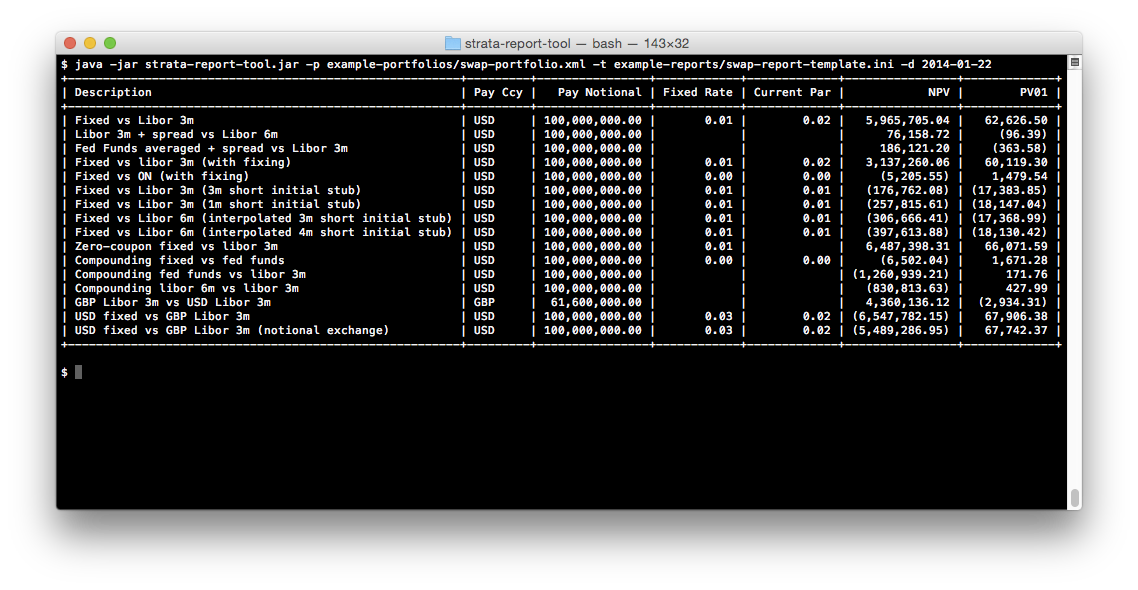 strata-report-tool — bash — 143×32
$ java -jar strata-report-tool.jar -p example-portfolios/swap-portfolio.xml -t example-reports/swap-report-template.ini -d 2014-01-22
| Description | Pay Ccy | Pay Notional | Fixed Rate | Current Par | NPV | PV01 |
| Fixed vs Libor 3m | USD | 100,000,000.00 | 0.01 | 0.02 | 5,965,705.04 | 62,626.50 |
| Libor 3m + spread vs Libor 6m | USD | 100,000,000.00 | | | 76,158.72 | (96.39) |
| Fed Funds averaged + spread vs Libor 3m | USD | 100,000,000.00 | | | 186,121.20 | (363.58) |
| Fixed vs libor 3m (with fixing) | USD | 100,000,000.00 | 0.01 | 0.02 | 3,137,260.06 | 60,119.30 |
| Fixed vs ON (with fixing) | USD | 100,000,000.00 | 0.00 | 0.00 | (5,205.55) | 1,479.54 |
| Fixed vs Libor 3m (3m short initial stub) | USD | 100,000,000.00 | 0.01 | 0.01 | (176,762.08) | (17,383.85) |
| Fixed vs Libor 3m (1m short initial stub) | USD | 100,000,000.00 | 0.01 | 0.01 | (257,815.61) | (18,147.04) |
| Fixed vs Libor 6m (interpolated 3m short initial stub) | USD | 100,000,000.00 | 0.01 | 0.01 | (306,666.41) | (17,368.99) |
| Fixed vs Libor 6m (interpolated 4m short initial stub) | USD | 100,000,000.00 | 0.01 | 0.01 | (397,613.88) | (18,130.42) |
| Zero-coupon fixed vs libor 3m | USD | 100,000,000.00 | 0.01 | | 6,487,398.31 | 66,071.59 |
| Compounding fixed vs fed funds | USD | 100,000,000.00 | 0.00 | 0.00 | (6,502.04) | 1,671.28 |
| Compounding fed funds vs libor 3m | USD | 100,000,000.00 | | | (1,260,939.21) | 171.76 |
| Compounding libor 6m vs libor 3m | USD | 100,000,000.00 | | | (830,813.63) | 427.99 |
| GBP Libor 3m vs USD Libor 3m | GBP | 61,600,000.00 | | | 4,360,136.12 | (2,934.31) |
| USD fixed vs GBP Libor 3m | USD | 100,000,000.00 | 0.03 | 0.02 | (6,547,782.15) | 67,906.38 |
| USD fixed vs GBP Libor 3m (notional exchange) | USD | 100,000,000.00 | 0.03 | 0.02 | (5,489,286.95) | 67,742.37 |
$